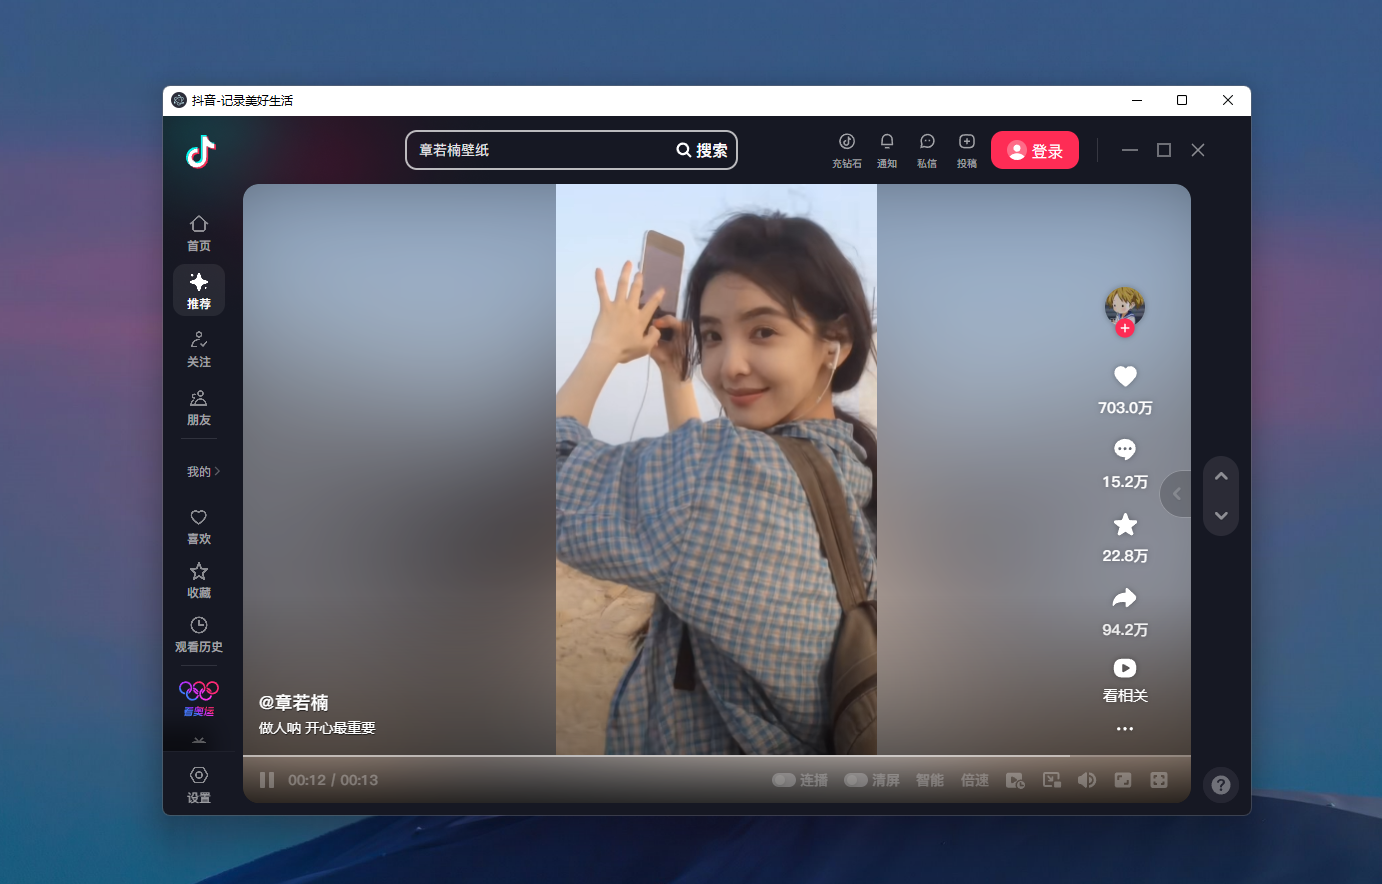 抖音-记录美好生活
章若楠壁纸
搜索
充钻石
通知
私信
投稿
登录
首页
推荐
关注
朋友
我的
喜欢
收藏
观看历史
看奥运
设置
703.0万
15.2万
22.8万
94.2万
看相关
@章若楠
做人呐 开心最重要
00:12 / 00:13
连播
清屏
智能
倍速